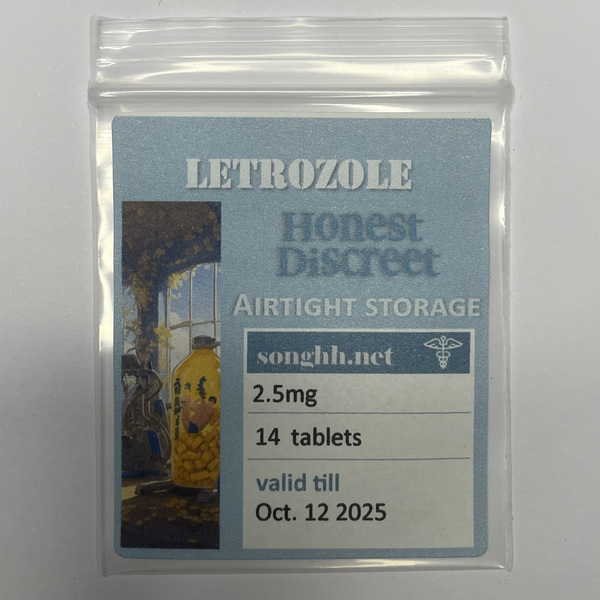 LETROZOLE
Honest
Discreet
AIRTIGHT STORAGE
songhh.net
2.5mg
14 tablets
valid till
Oct. 12 2025